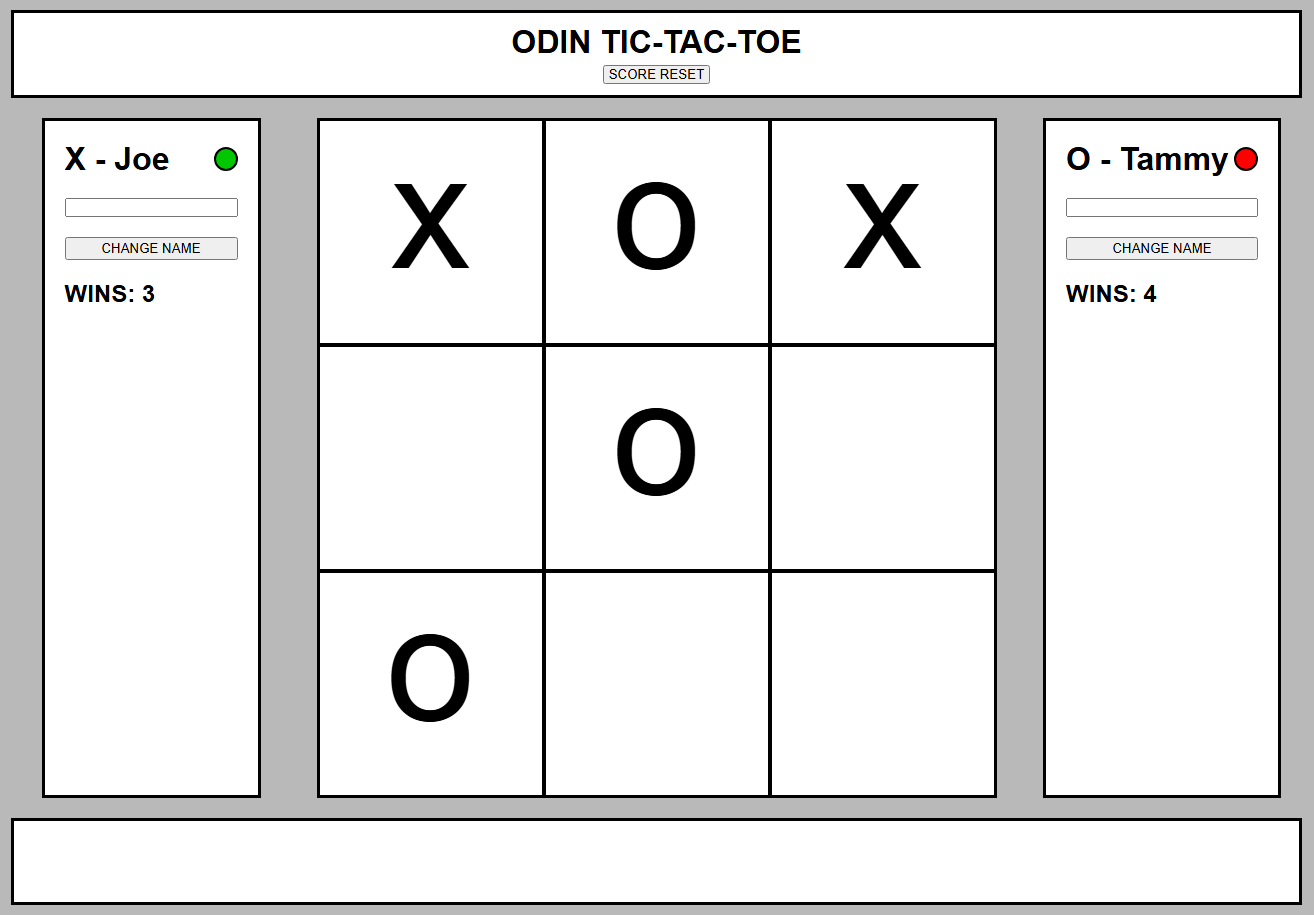 ODIN TIC-TAC-TOE
SCORE RESET
X - Joe
CHANGE NAME
WINS: 3
X O X
O
O
O - Tammy
CHANGE NAME
WINS: 4